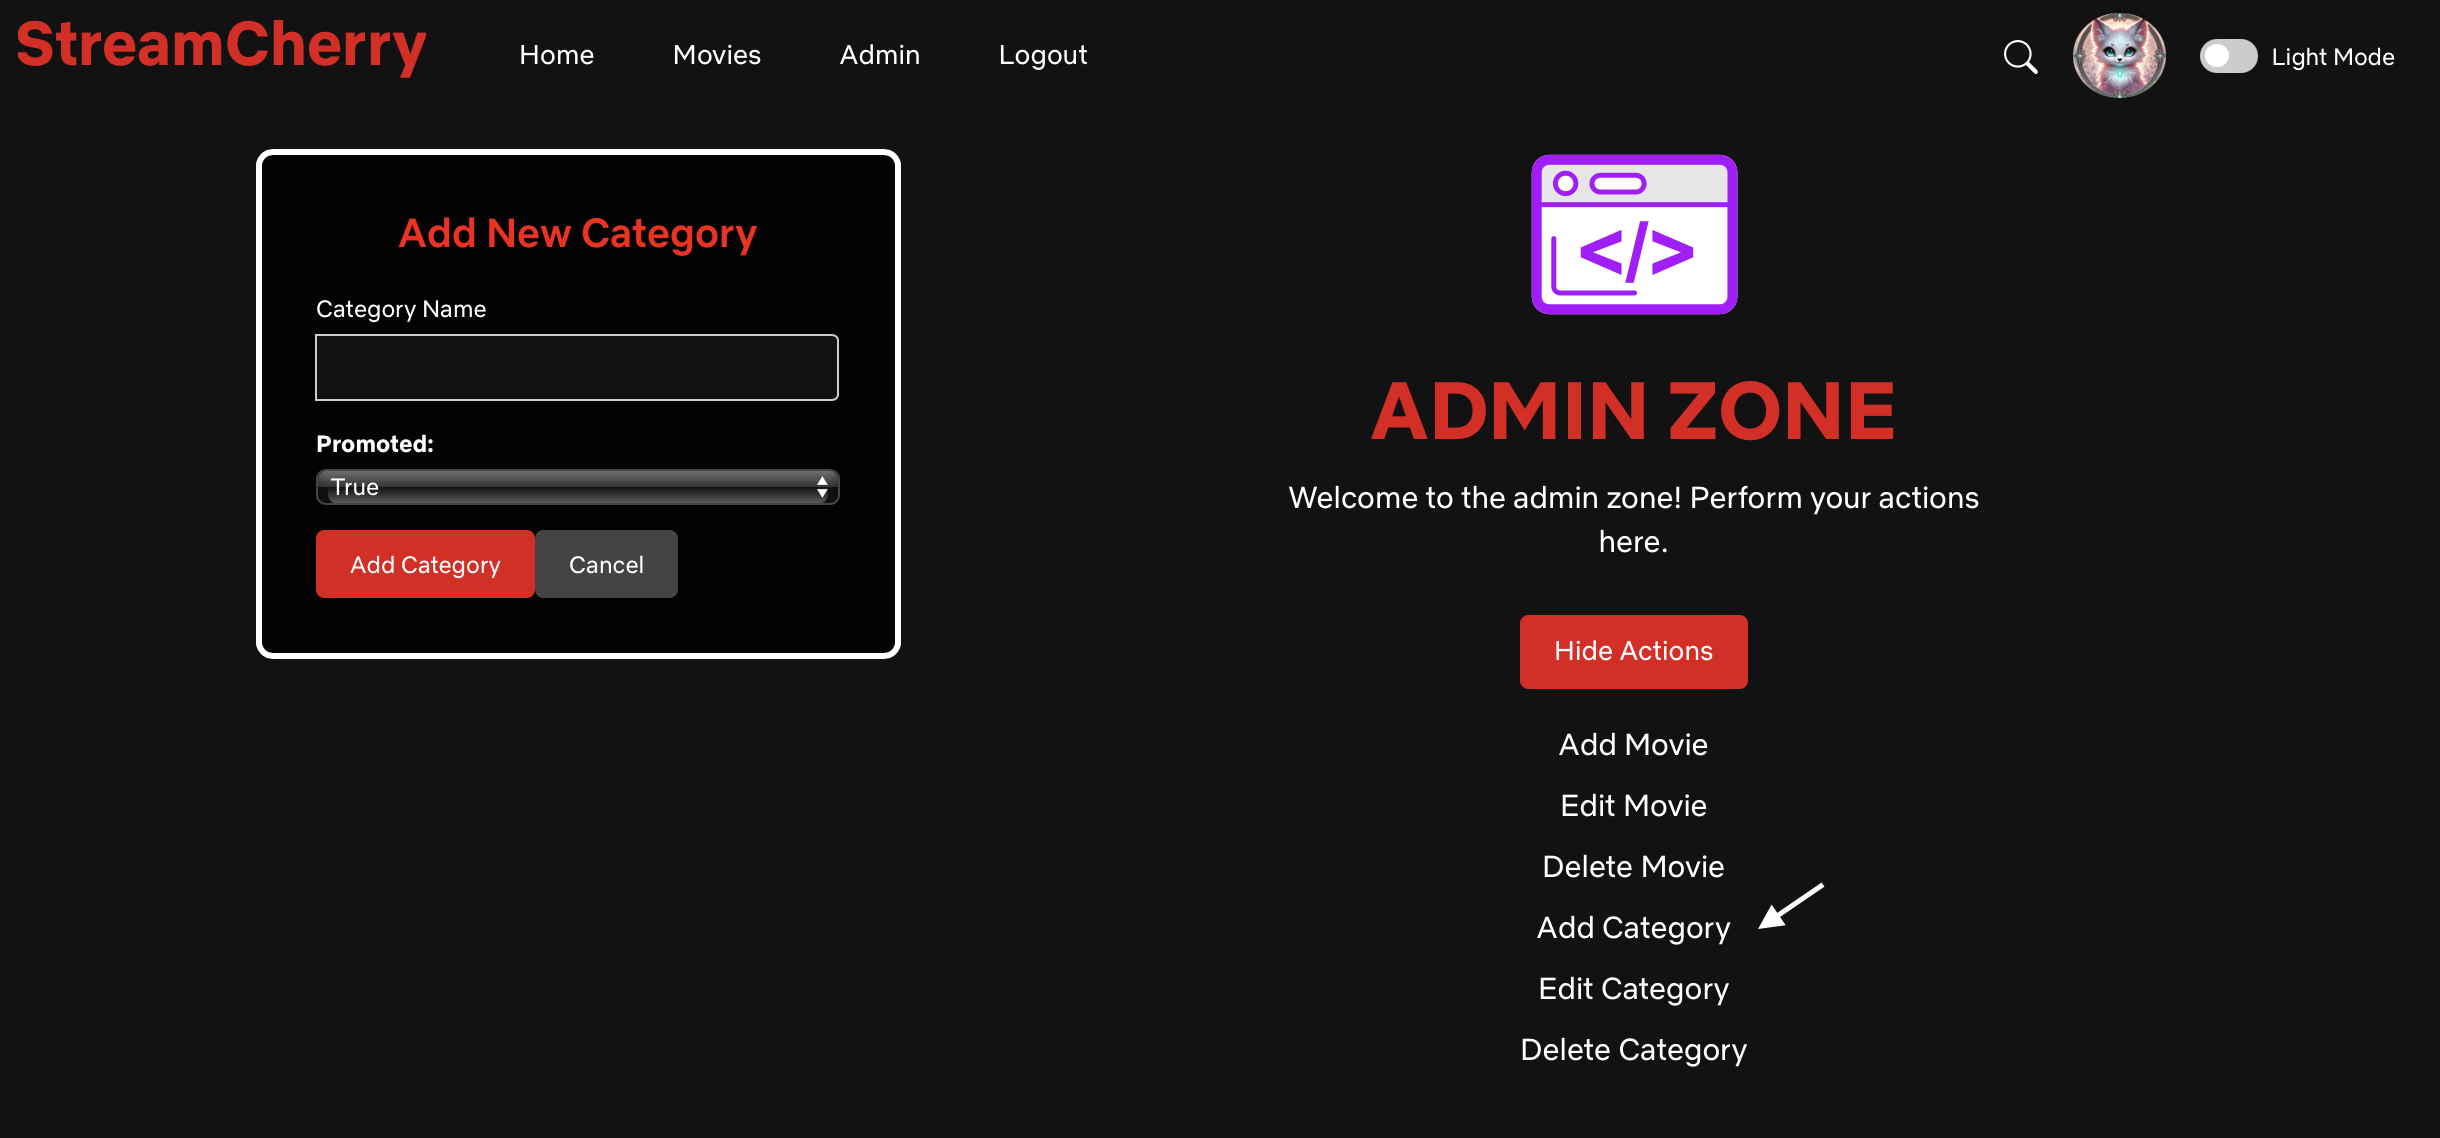 StreamCherry
Home
Movies
Admin
Logout
Light Mode
Add New Category
Category Name
Promoted:
True
Add Category
Cancel
</>
ADMIN ZONE
Welcome to the admin zone! Perform your actions
here.
Hide Actions
Add Movie
Edit Movie
Delete Movie
Add Category
Edit Category
Delete Category